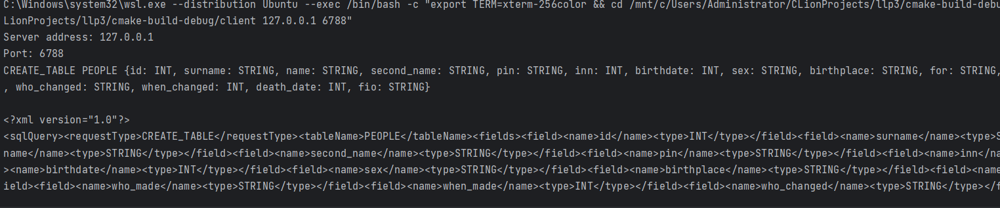 C:\Windows\system32\wsl.exe --distribution Ubuntu --exec /bin/bash -c "export TERM=xterm-256color && cd /mnt/c/Users/Administrator/CLionProjects/llp3/cmake-build-debu
LionProjects/llp3/cmake-build-debug/client 127.0.0.1 6788"
Server address: 127.0.0.1
Port: 6788
CREATE_TABLE PEOPLE {id: INT, surname: STRING, name: STRING, second_name: STRING, pin: STRING, inn: INT, birthdate: INT, sex: STRING, birthplace: STRING, for: STRING,
, who_changed: STRING, when_changed: INT, death_date: INT, fio: STRING}
<?xml version="1.0"?>
<sqlQuery><requestType>CREATE_TABLE</requestType><tableName>PEOPLE</tableName><fields><field><name>id</name><type>INT</type></field><field><name>surname</name><type>S
name</name><type>STRING</type></field><field><name>second_name</name><type>STRING</type></field><field><name>pin</name><type>STRING</type></field><field><name>inn</na
><name>birthdate</name><type>INT</type></field><field><name>sex</name><type>STRING</type></field><field><name>birthplace</name><type>STRING</type></field><field><name
ield><field><name>who_made</name><type>STRING</type></field><field><name>when_made</name><type>INT</type></field><field><name>who_changed</name><type>STRING</type></f